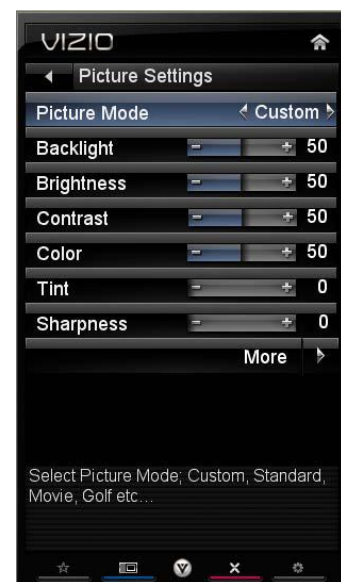 VIZIO
Picture Settings
Picture Mode Custom
Backlight - + 50
Brightness - + 50
Contrast - + 50
Color - + 50
Tint - + 0
Sharpness - + 0
More
Select Picture Mode; Custom, Standard,
Movie, Golf etc...
V X